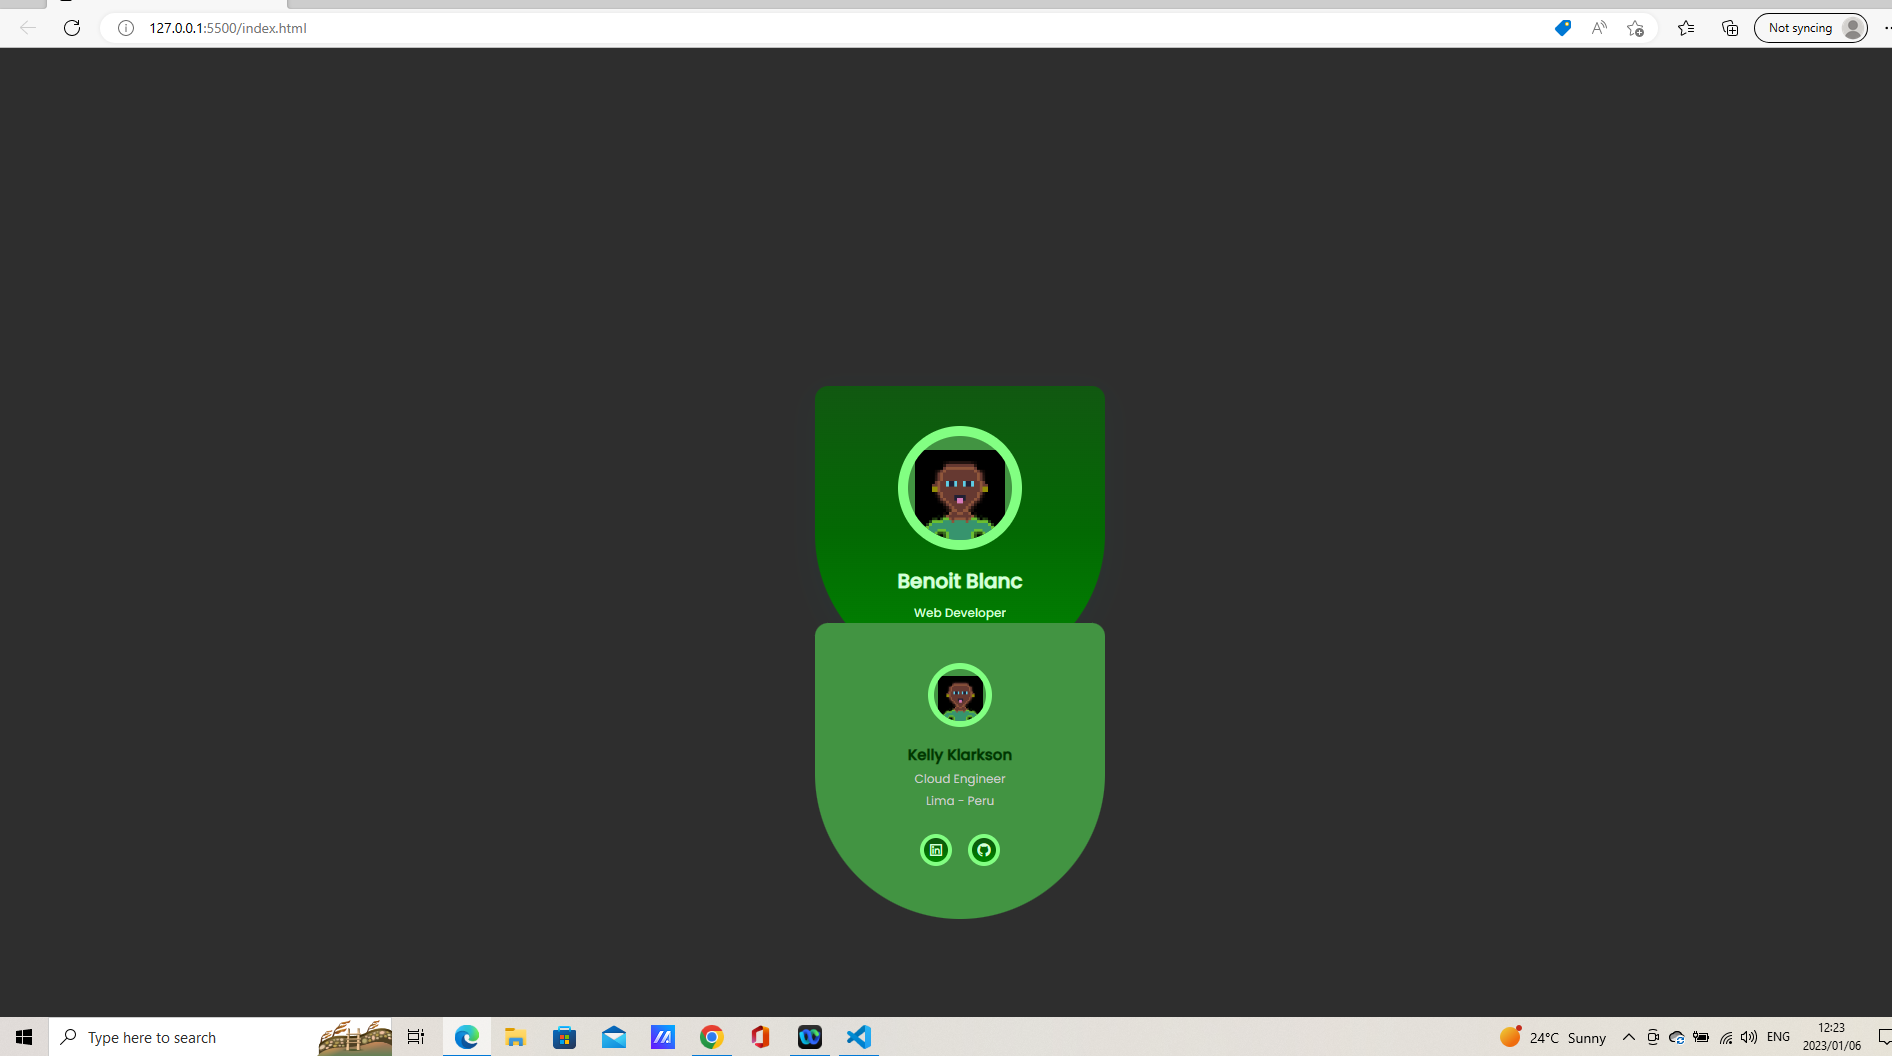 127.0.0.1:5500/index.html
Not syncing
Benoit Blanc
Web Developer
Kelly Klarkson
Cloud Engineer
Lima - Peru
Type here to search
24°C Sunny
ENG
12:23
2023/01/06